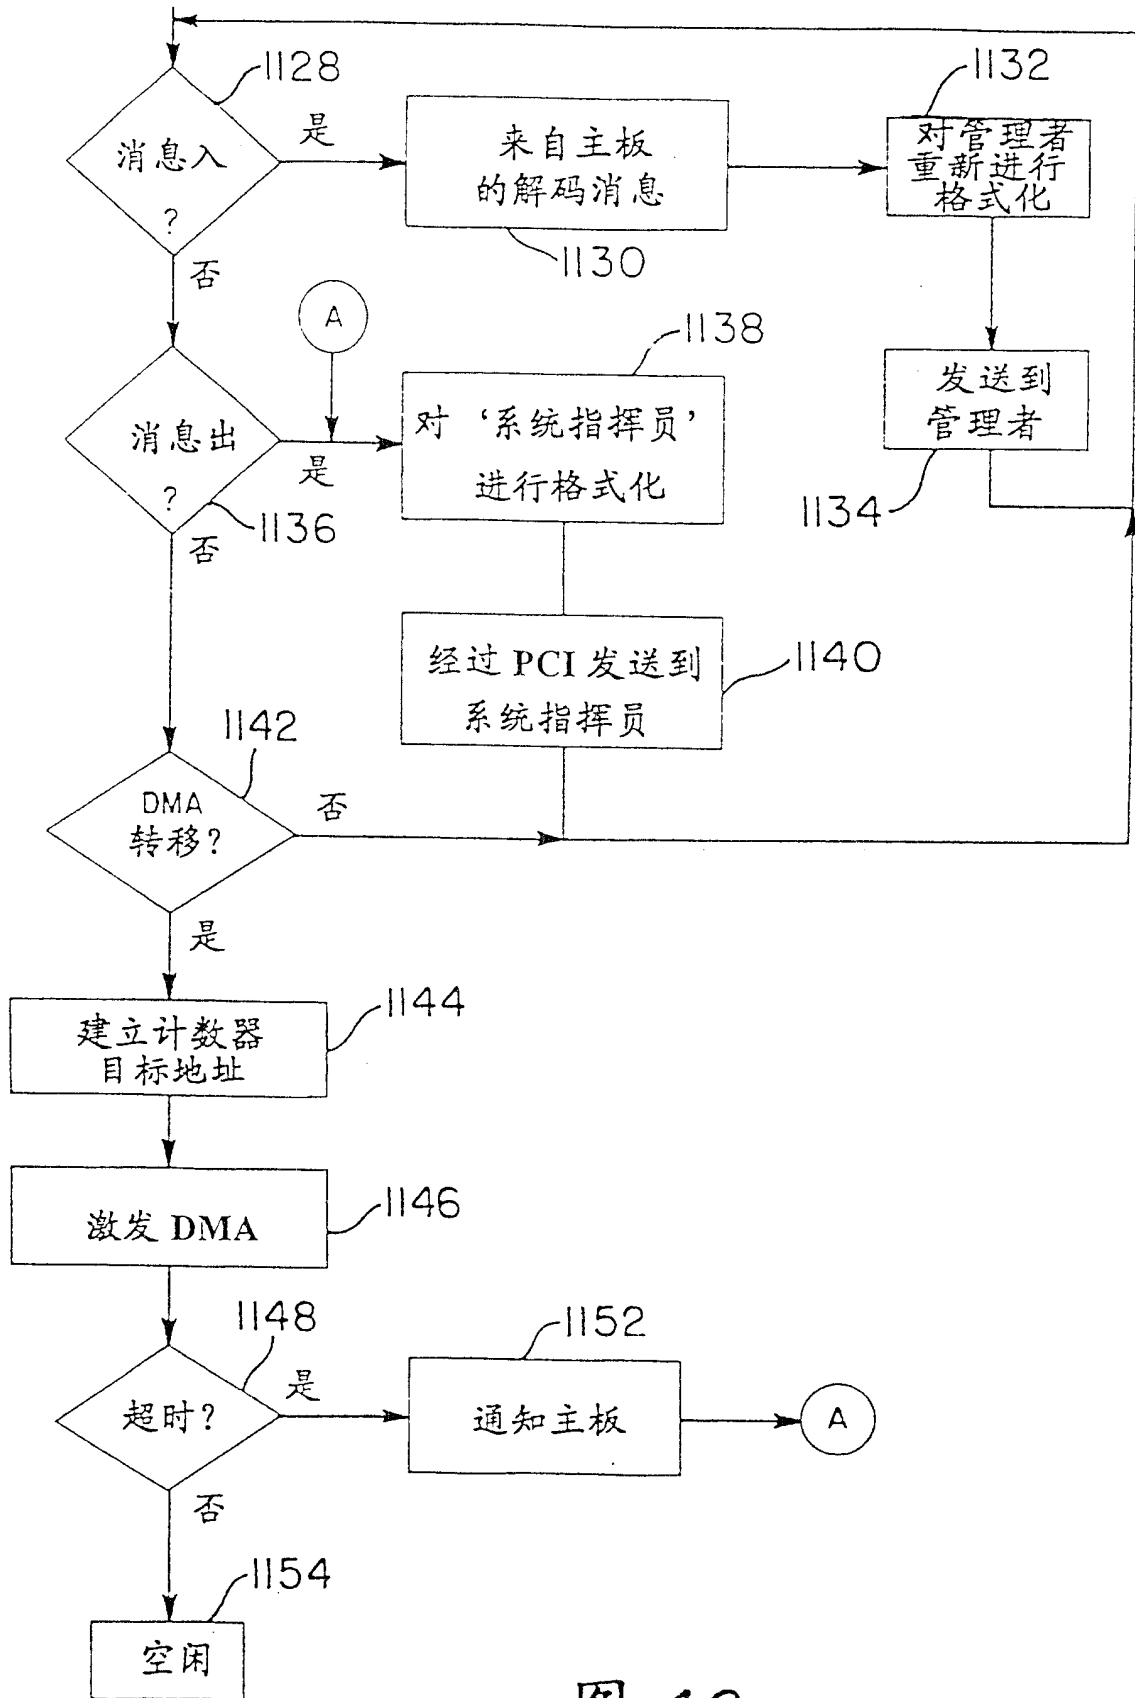 1128
消息入
?
是
否
来自主板
的解码消息
1130
1132
对管理者
重新进行
格式化
发送到
管理者
1134
A
消息出
?
是
否
1136
1138
对‘系统指挥员’
进行格式化
经过 PCI 发送到
系统指挥员
1140
1142
DMA
转移?
否
是
1144
建立计数器
目标地址
1146
激发 DMA
1148
超时?
是
否
1152
通知主板
A
1154
空闲